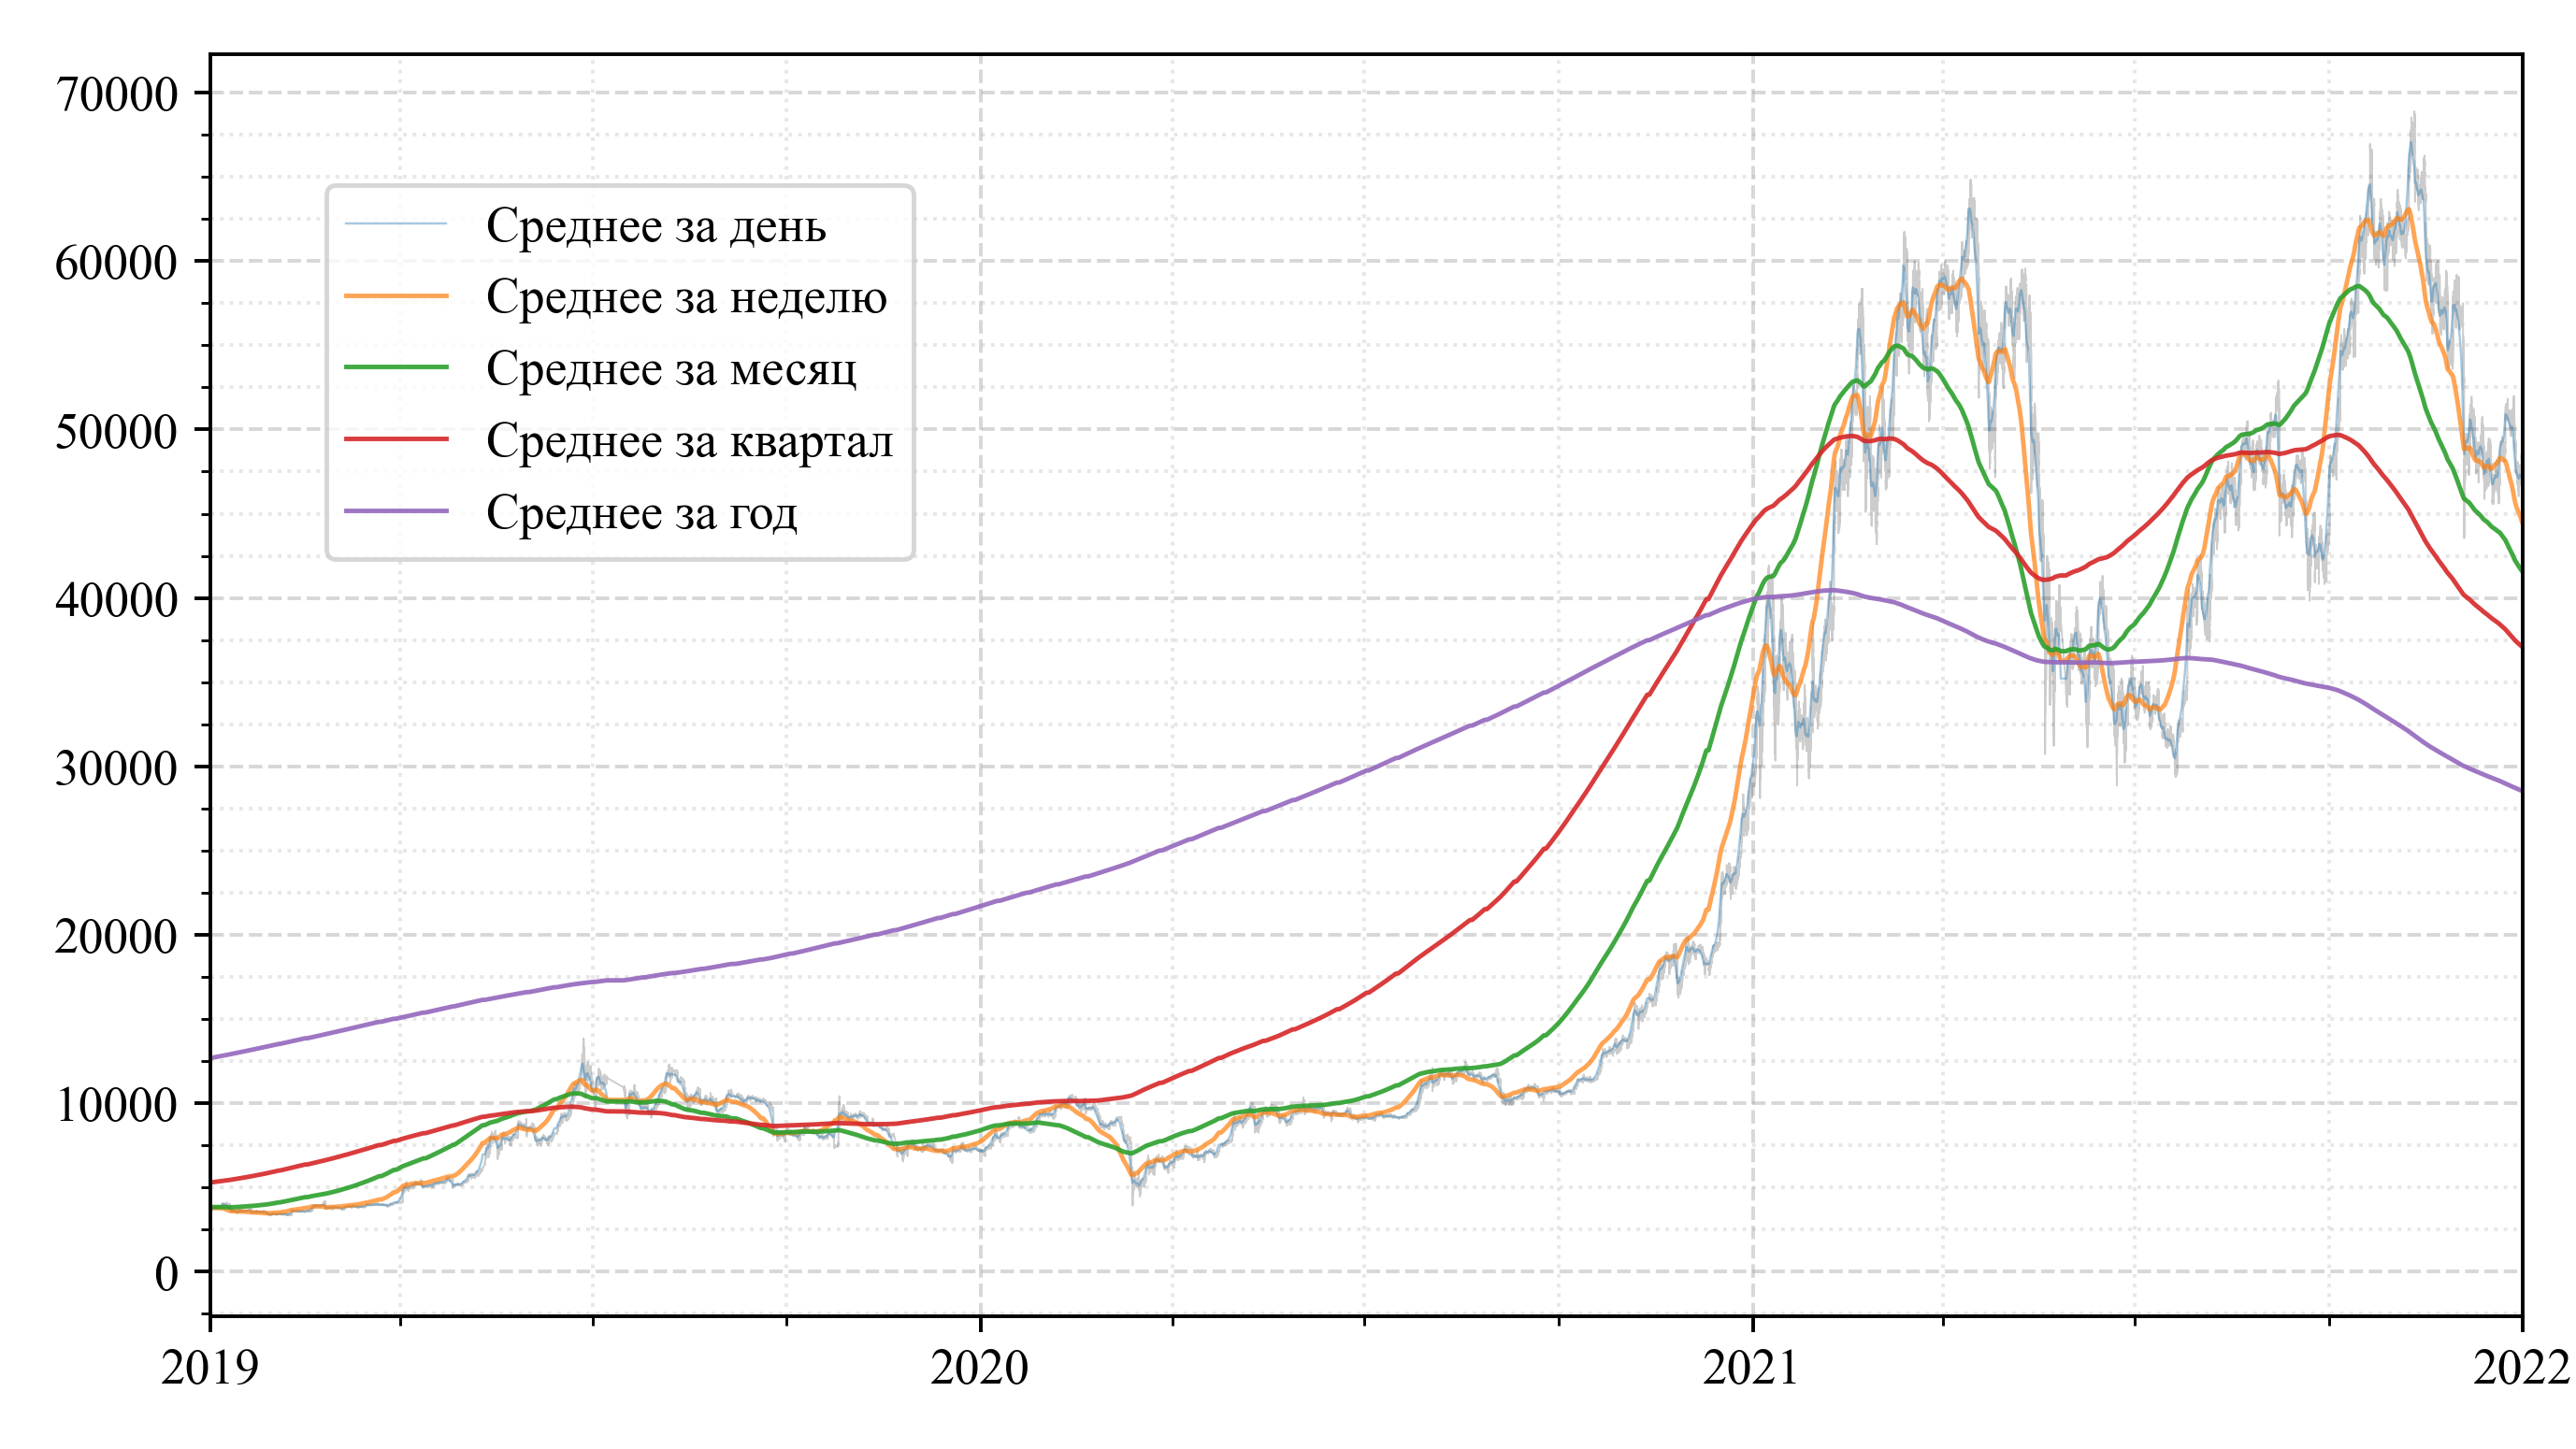 70000
60000
50000
40000
30000
20000
10000
0
Среднее за день
Среднее за неделю
Среднее за месяц
Среднее за квартал
Среднее за год
2019 2020 2021 2022